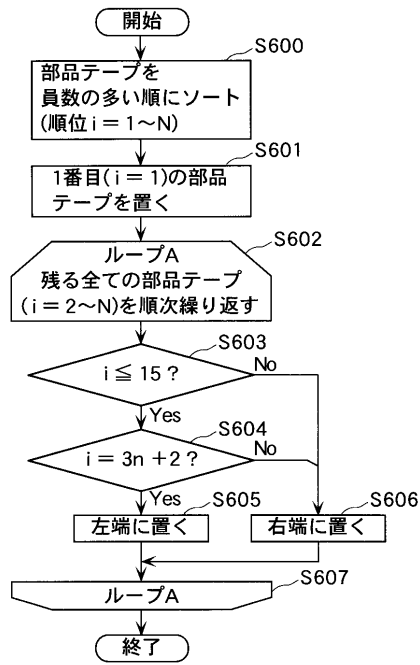 開始
S600
部品テープを
員数の多い順にソート
(順位i=1～N)
S601
1番目(i=1)の部品
テープを置く
S602
ループA
残る全ての部品テープ
(i=2～N)を順次繰り返す
S603
i≦15?
No
Yes
S604
i=3n+2?
No
Yes
S605
左端に置く
S606
右端に置く
S607
ループA
終了